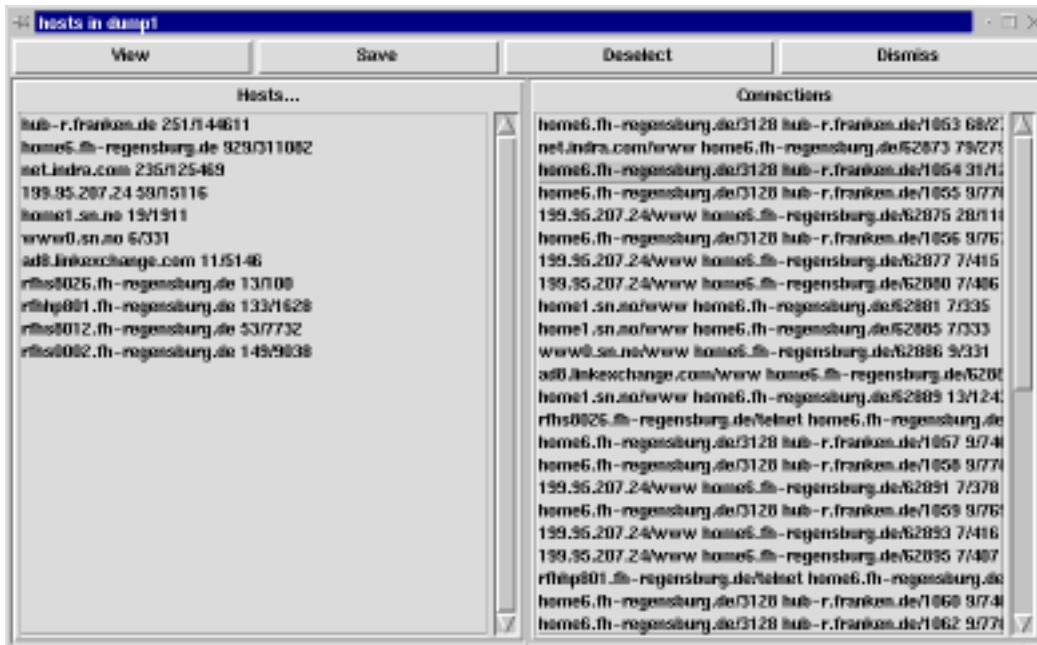 hosts in dump1
View Save Deselect Dismiss
Hosts...
hub-r.franken.de 251/144611
home6.fh-regensburg.de 929/311082
net.indra.com 235/125469
199.95.207.24 59/15116
home1.sn.no 19/1911
www0.sn.no 6/331
ad8.linkexchange.com 11/5146
rfhs8026.fh-regensburg.de 13/100
rfhhp801.fh-regensburg.de 133/1628
rfhs8012.fh-regensburg.de 53/7732
rfhs0002.fh-regensburg.de 149/9038
Connections
home6.fh-regensburg.de/3128 hub-r.franken.de/1053
net.indra.com/www home6.fh-regensburg.de/62873
home6.fh-regensburg.de/3128 hub-r.franken.de/1054
home6.fh-regensburg.de/3128 hub-r.franken.de/1055
199.95.207.24/www home6.fh-regensburg.de/62875
home6.fh-regensburg.de/3128 hub-r.franken.de/1056
199.95.207.24/www home6.fh-regensburg.de/62877 7/415
199.95.207.24/www home6.fh-regensburg.de/62880 7/406
home1.sn.no/www home6.fh-regensburg.de/62881 7/335
home1.sn.no/www home6.fh-regensburg.de/62885 7/333
www0.sn.no/www home6.fh-regensburg.de/62886 9/331
ad8.linkexchange.com/www
home1.sn.no/www home6.fh-regensburg.de/62889
rfhs8026.fh-regensburg.de/telnet home6.fh-regensburg.de
home6.fh-regensburg.de/3128 hub-r.franken.de/1057
home6.fh-regensburg.de/3128 hub-r.franken.de/1058
199.95.207.24/www home6.fh-regensburg.de/62891 7/378
home6.fh-regensburg.de/3128 hub-r.franken.de/1059
199.95.207.24/www home6.fh-regensburg.de/62893 7/416
199.95.207.24/www home6.fh-regensburg.de/62895 7/407
rfhhp801.fh-regensburg.de/telnet home6.fh-regensburg.de
home6.fh-regensburg.de/3128 hub-r.franken.de/1060
home6.fh-regensburg.de/3128 hub-r.franken.de/1062